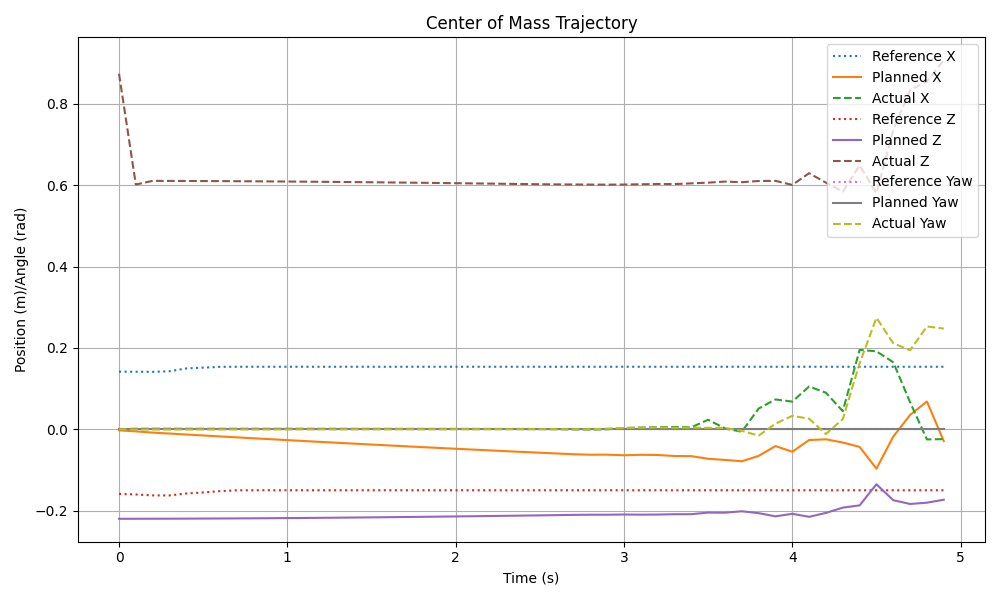 Center of Mass Trajectory
Reference X
Planned X
Actual X
Reference Z
Planned Z
Actual Z
Reference Yaw
Planned Yaw
Actual Yaw
Position (m)/Angle (rad)
0.8
0.6
0.4
0.2
0.0
−0.2
0 1 2 3 4 5
Time (s)